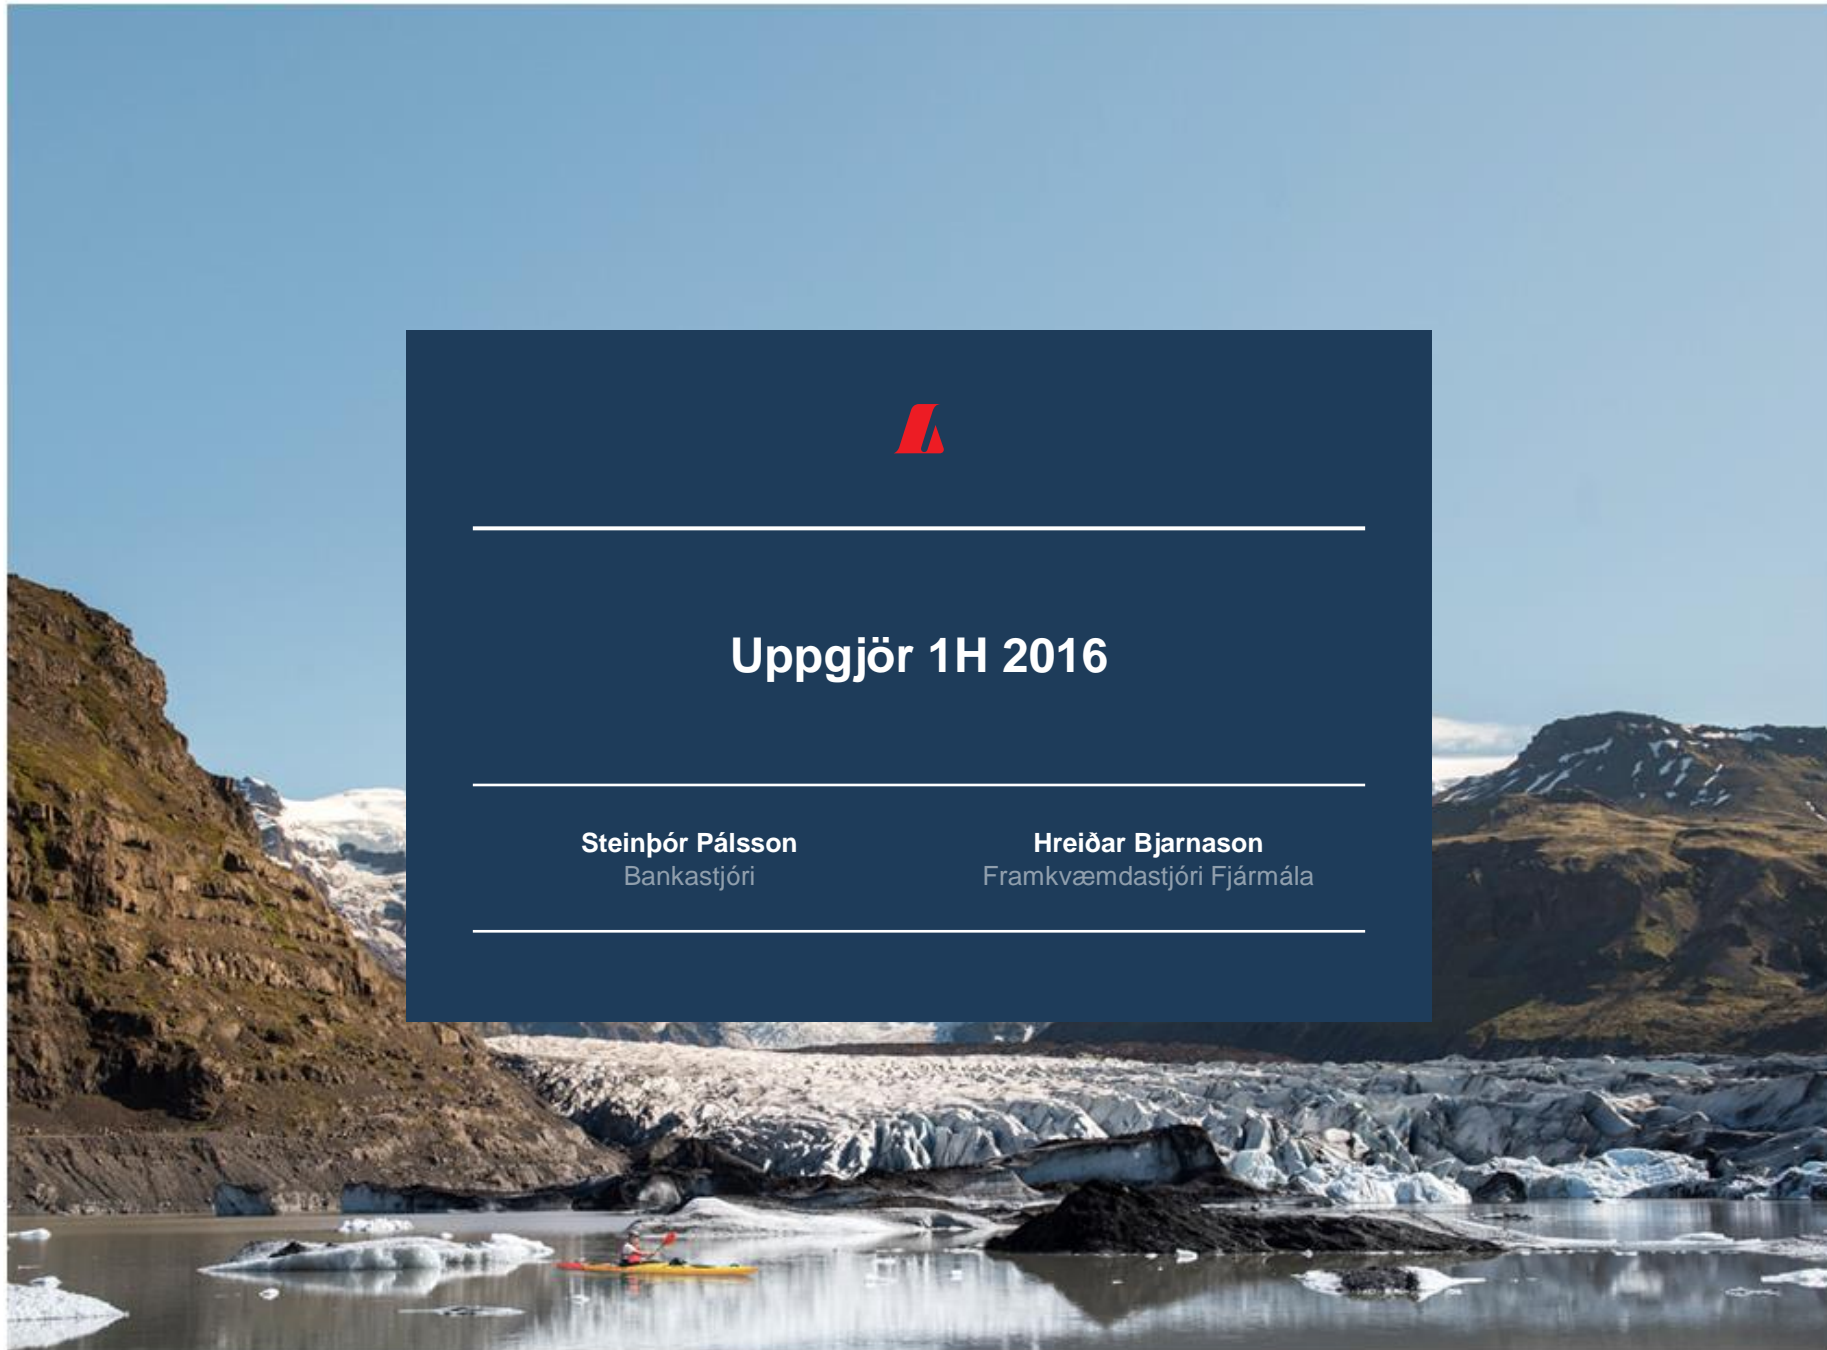 Uppgjör 1H 2016
Steinþór Pálsson
Bankastjóri
Hreiðar Bjarnason
Framkvæmdastjóri Fjármála